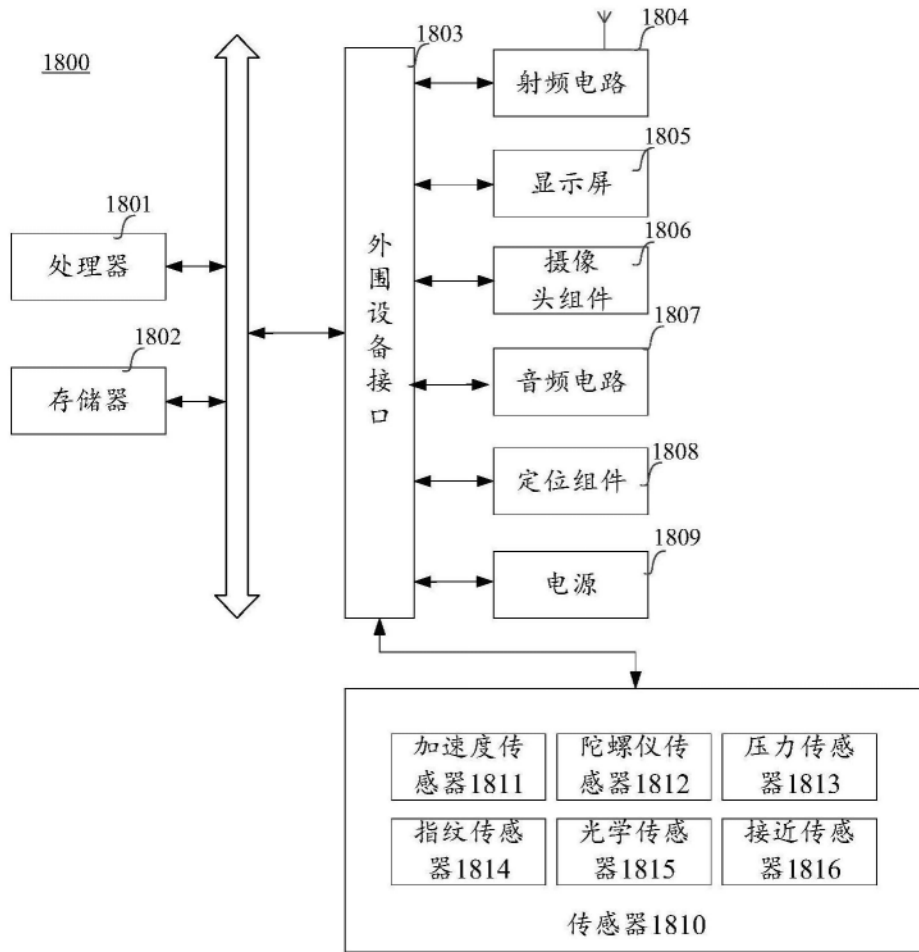 1800
1801
处理器
1802
存储器
1803
外围设备接口
1804
射频电路
1805
显示屏
1806
摄像
头组件
1807
音频电路
1808
定位组件
1809
电源
加速度传
感器1811
陀螺仪传
感器1812
压力传感
器1813
指纹传感
器1814
光学传感
器1815
接近传感
器1816
传感器1810